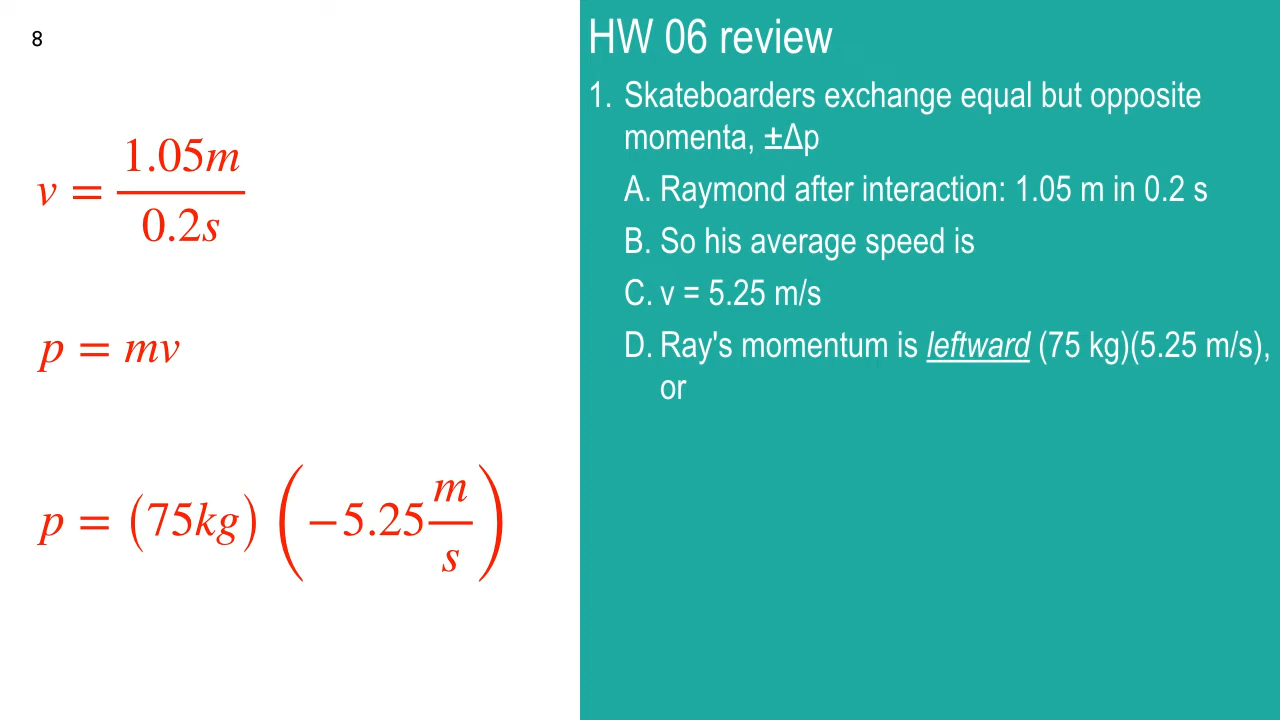 8
v = 1.05m / 0.2s
p = mv
p = (75kg) (−5.25 m/s)
HW 06 review
1. Skateboarders exchange equal but opposite
momenta, ±Δp
A. Raymond after interaction: 1.05 m in 0.2 s
B. So his average speed is
C. v = 5.25 m/s
D. Ray's momentum is leftward (75 kg)(5.25 m/s),
or